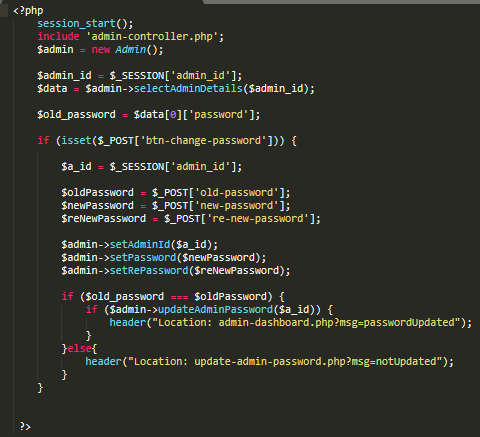 <?php
session_start();
include 'admin-controller.php';
$admin = new Admin();
$admin_id = $_SESSION['admin_id'];
$data = $admin->selectAdminDetails($admin_id);
$old_password = $data[0]['password'];
if (isset($_POST['btn-change-password'])) {
$a_id = $_SESSION['admin_id'];
$oldPassword = $_POST['old-password'];
$newPassword = $_POST['new-password'];
$reNewPassword = $_POST['re-new-password'];
$admin->setAdminId($a_id);
$admin->setPassword($newPassword);
$admin->setRePassword($reNewPassword);
if ($old_password === $oldPassword) {
if ($admin->updateAdminPassword($a_id)) {
header("Location: admin-dashboard.php?msg=passwordUpdated");
}
}else{
header("Location: update-admin-password.php?msg=notUpdated");
}
}
?>